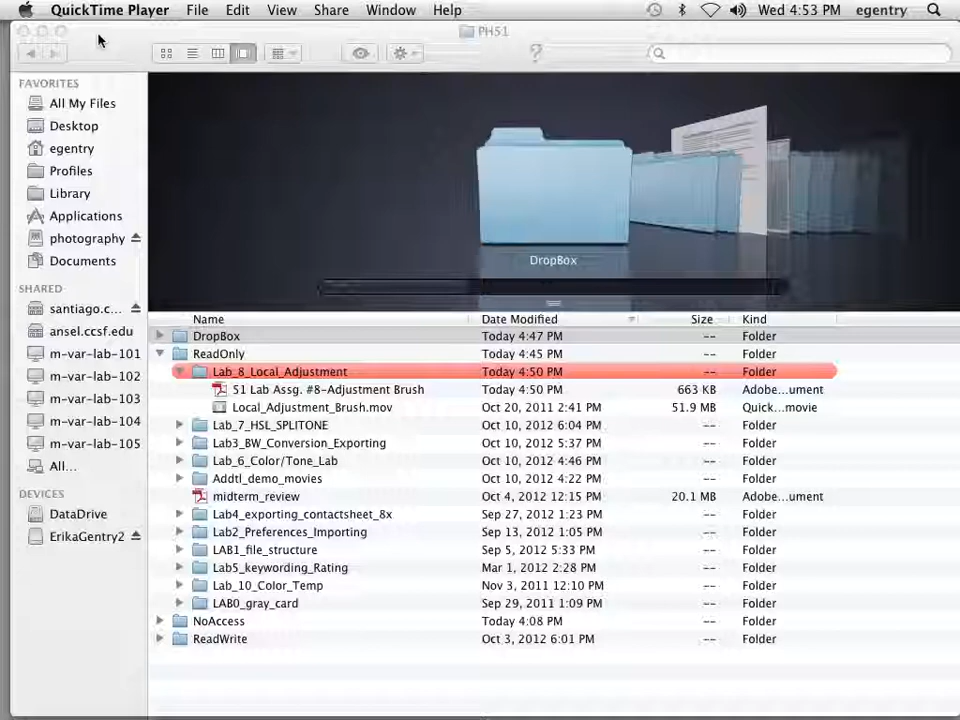 QuickTime Player File Edit View Share Window Help Wed 4:53 PM egentry
PH51
?
FAVORITES
All My Files
Desktop
egentry
Profiles
Library
Applications
photography
Documents
SHARED
santiago.c...
ansel.ccsf.edu
m-var-lab-101
m-var-lab-102
m-var-lab-103
m-var-lab-104
m-var-lab-105
All...
DEVICES
DataDrive
ErikaGentry2
DropBox
Name Date Modified Size Kind
DropBox Today 4:47 PM -- Folder
ReadOnly Today 4:45 PM -- Folder
Lab_8_Local_Adjustment Today 4:50 PM -- Folder
51 Lab Assg. #8-Adjustment Brush Today 4:50 PM 663 KB Adobe...ument
Local_Adjustment_Brush.mov Oct 20, 2011 2:41 PM 51.9 MB Quick...movie
Lab_7_HSL_SPLITONE Oct 10, 2012 6:04 PM -- Folder
Lab3_BW_Conversion_Exporting Oct 10, 2012 5:37 PM -- Folder
Lab_6_Color/Tone_Lab Oct 10, 2012 4:46 PM -- Folder
Addtl_demo_movies Oct 10, 2012 4:22 PM -- Folder
midterm_review Oct 4, 2012 12:15 PM 20.1 MB Adobe...ument
Lab4_exporting_contactsheet_8x Sep 27, 2012 1:23 PM -- Folder
Lab2_Preferences_Importing Sep 13, 2012 1:05 PM -- Folder
LAB1_file_structure Sep 5, 2012 5:33 PM -- Folder
Lab5_keywording_Rating Mar 1, 2012 2:28 PM -- Folder
Lab_10_Color_Temp Nov 3, 2011 12:10 PM -- Folder
LAB0_gray_card Sep 29, 2011 1:09 PM -- Folder
NoAccess Today 4:08 PM -- Folder
ReadWrite Oct 3, 2012 6:01 PM -- Folder